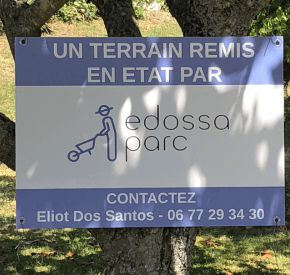 UN TERRAIN REMIS
EN ETAT PAR
edossa
parc
CONTACTEZ
Eliot Dos Santos - 06 77 29 34 30